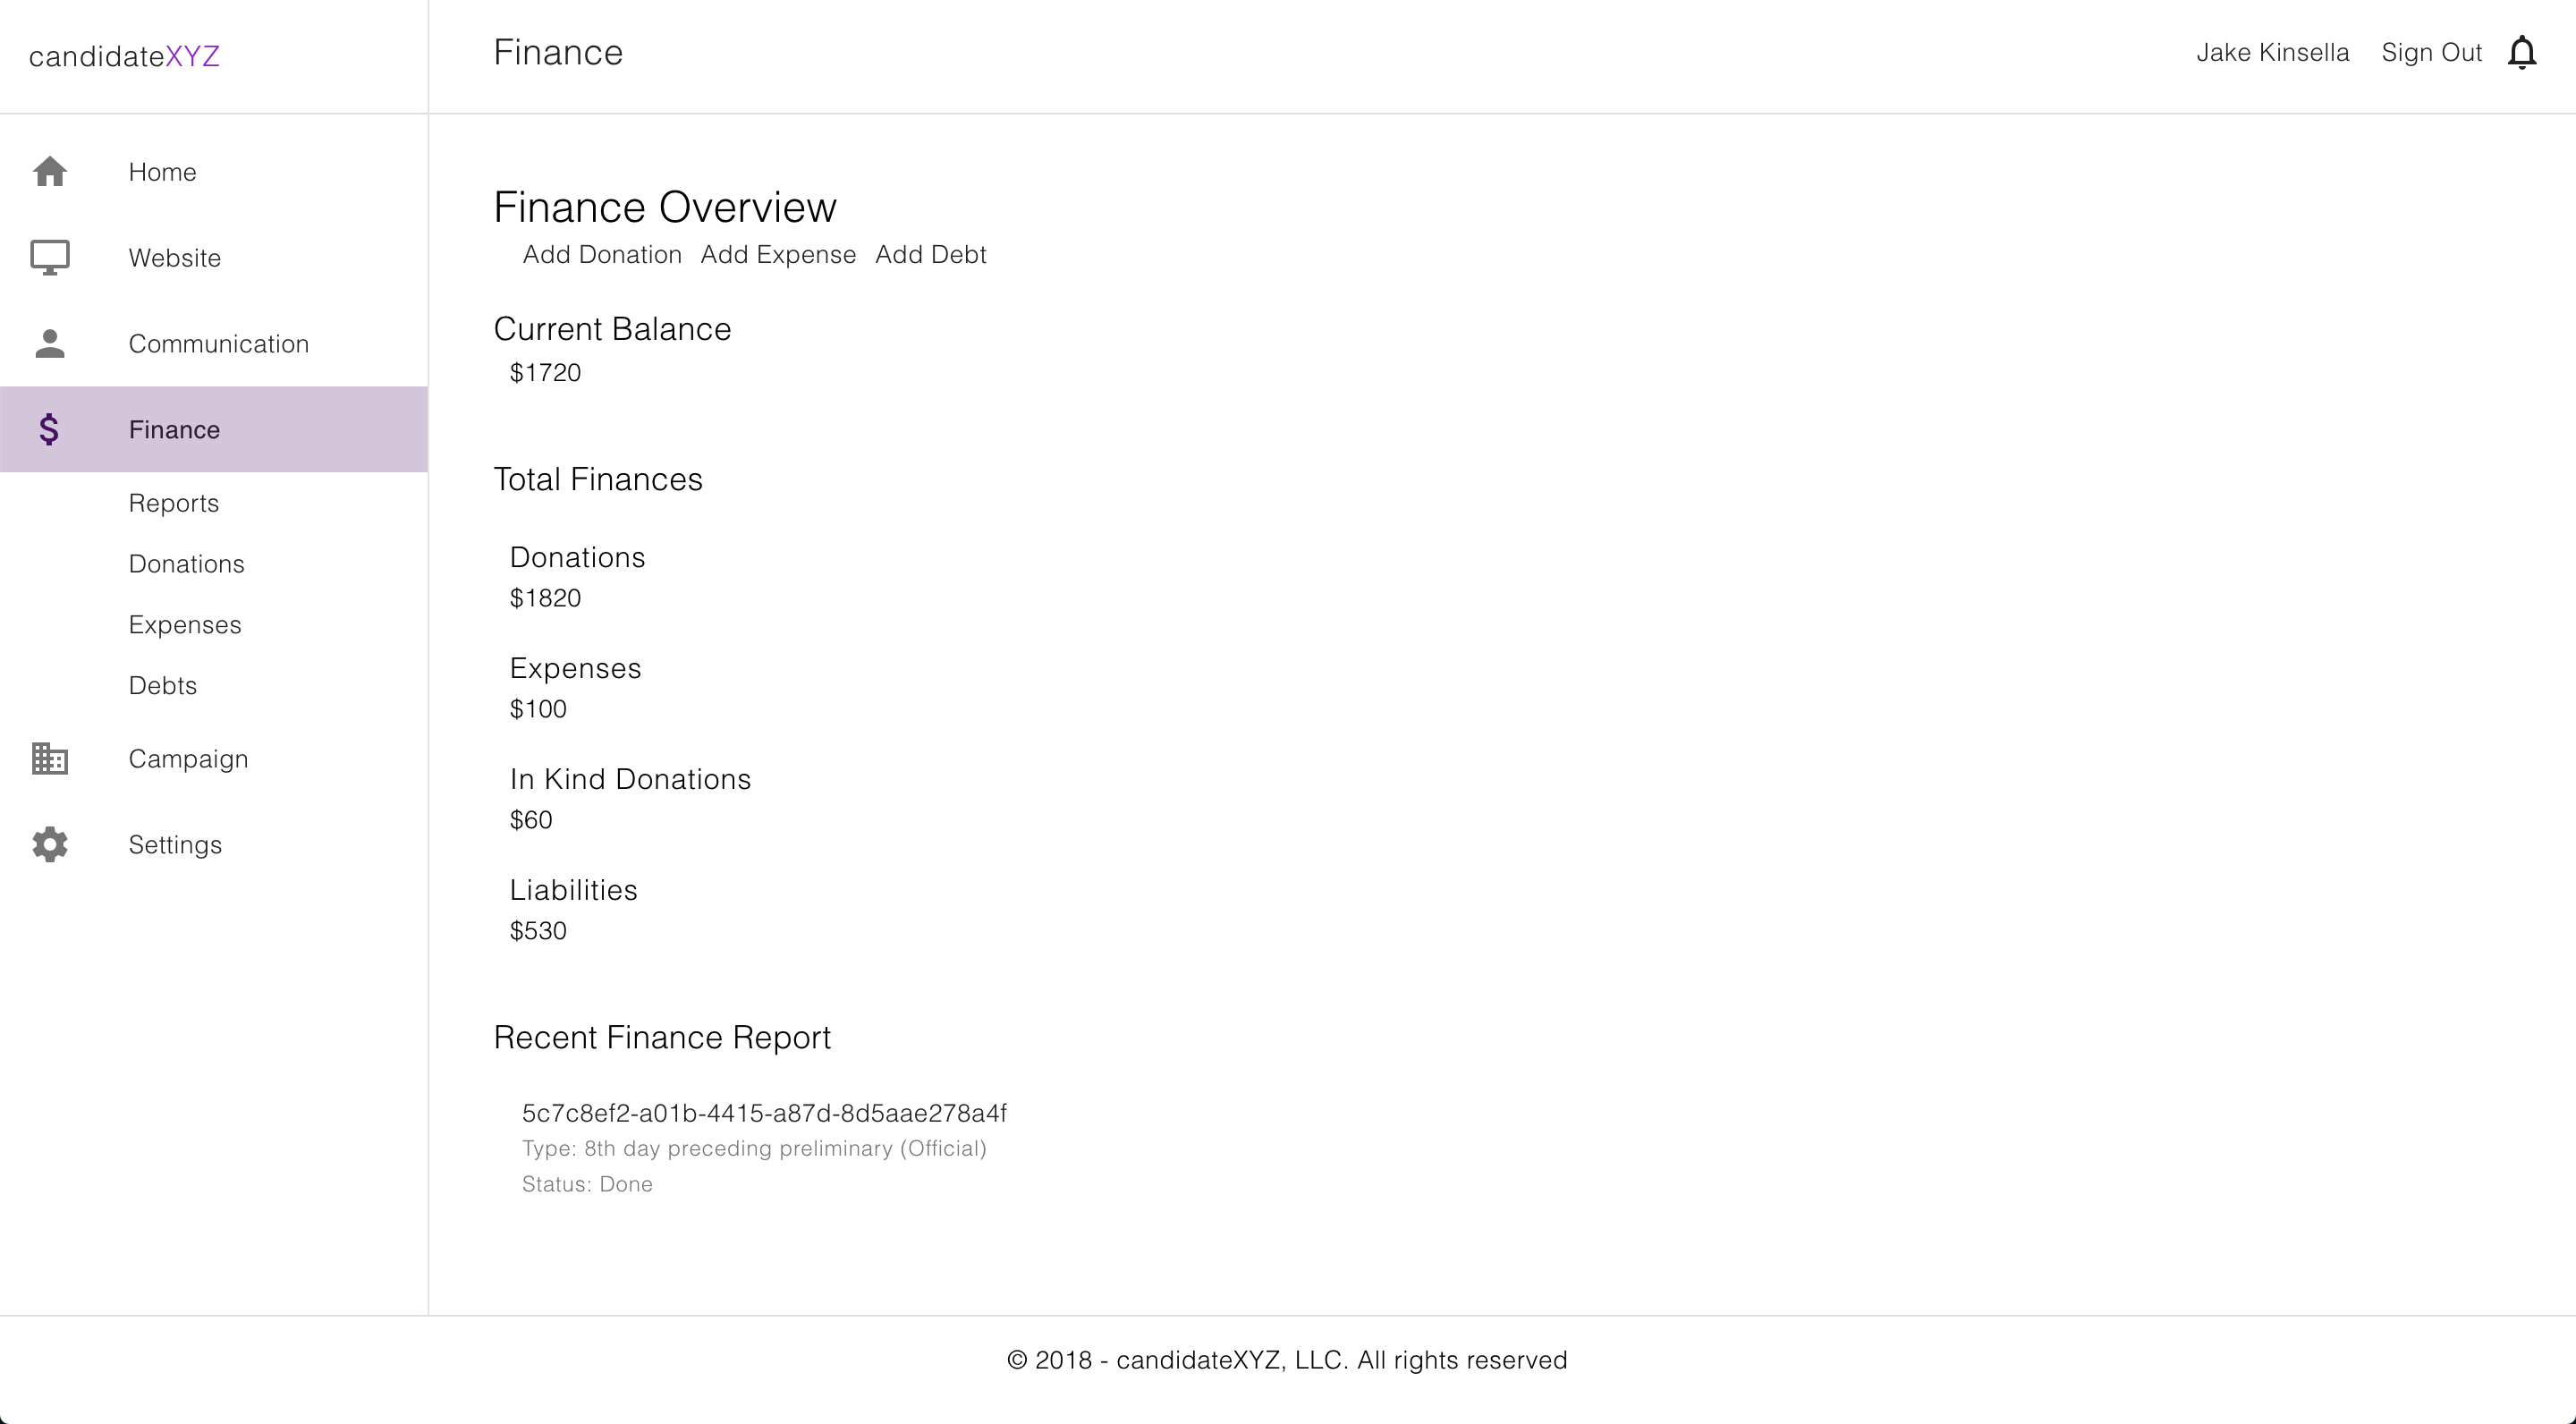 candidateXYZ
Finance
Jake Kinsella
Sign Out
Home
Website
Communication
$ Finance
Reports
Donations
Expenses
Debts
Campaign
Settings
Finance Overview
Add Donation Add Expense Add Debt
Current Balance
$1720
Total Finances
Donations
$1820
Expenses
$100
In Kind Donations
$60
Liabilities
$530
Recent Finance Report
5c7c8ef2-a01b-4415-a87d-8d5aae278a4f
Type: 8th day preceding preliminary (Official)
Status: Done
© 2018 - candidateXYZ, LLC. All rights reserved